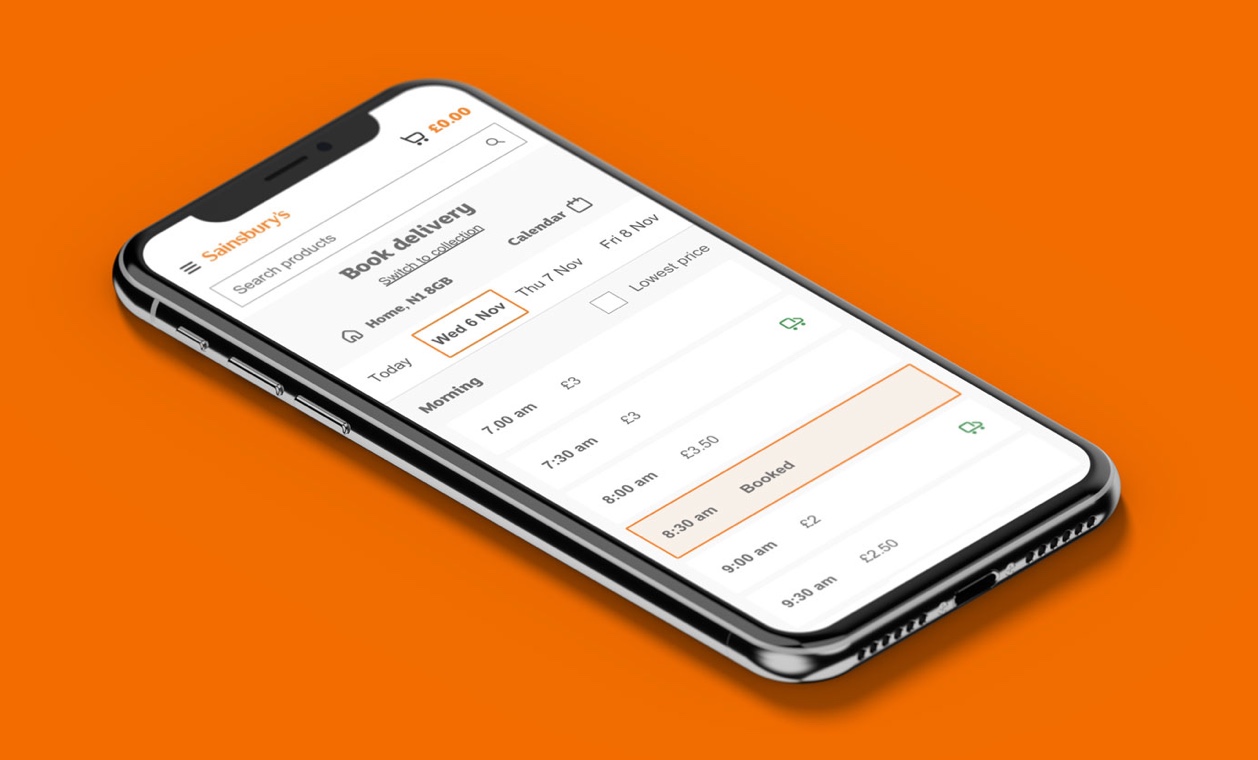 Sainsbury's £0.00
Search products
Book delivery
Switch to collection
Home, N1 8GB Calendar
Today Wed 6 Nov Thu 7 Nov Fri 8 Nov
Morning Lowest price
7.00 am £3
7:30 am £3
8:00 am £3.50
8:30 am Booked
9:00 am £2
9:30 am £2.50